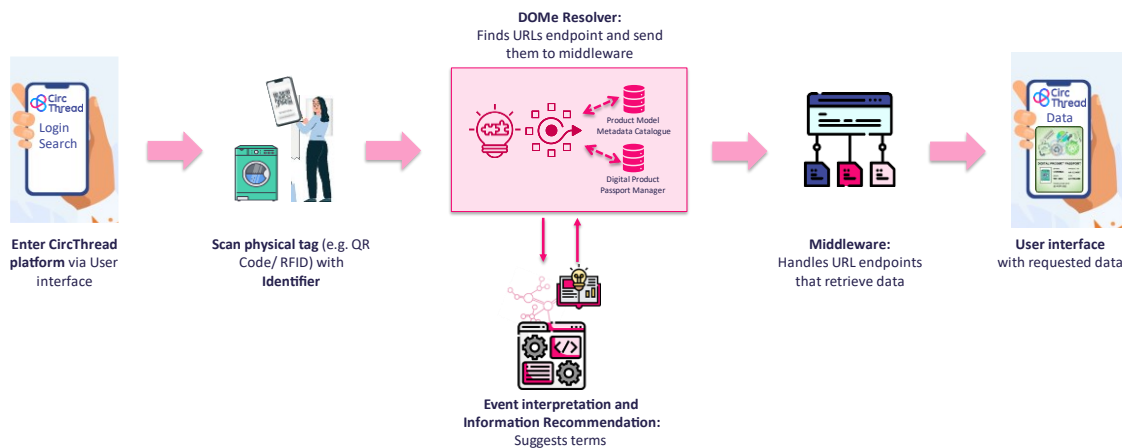 DOMe Resolver:
Finds URLs endpoint and send
them to middleware
Circ
Thread
Login
Search
Product Model
Metadata Catalogue
Digital Product
Passport Manager
Circ
Thread
Data
DIGITAL PRODUCT PASSPORT
Enter CircThread
platform via User
interface
Scan physical tag (e.g. QR
Code/ RFID) with
Identifier
Middleware:
Handles URL endpoints
that retrieve data
User interface
with requested data
</>
Event interpretation and
Information Recommendation:
Suggests terms